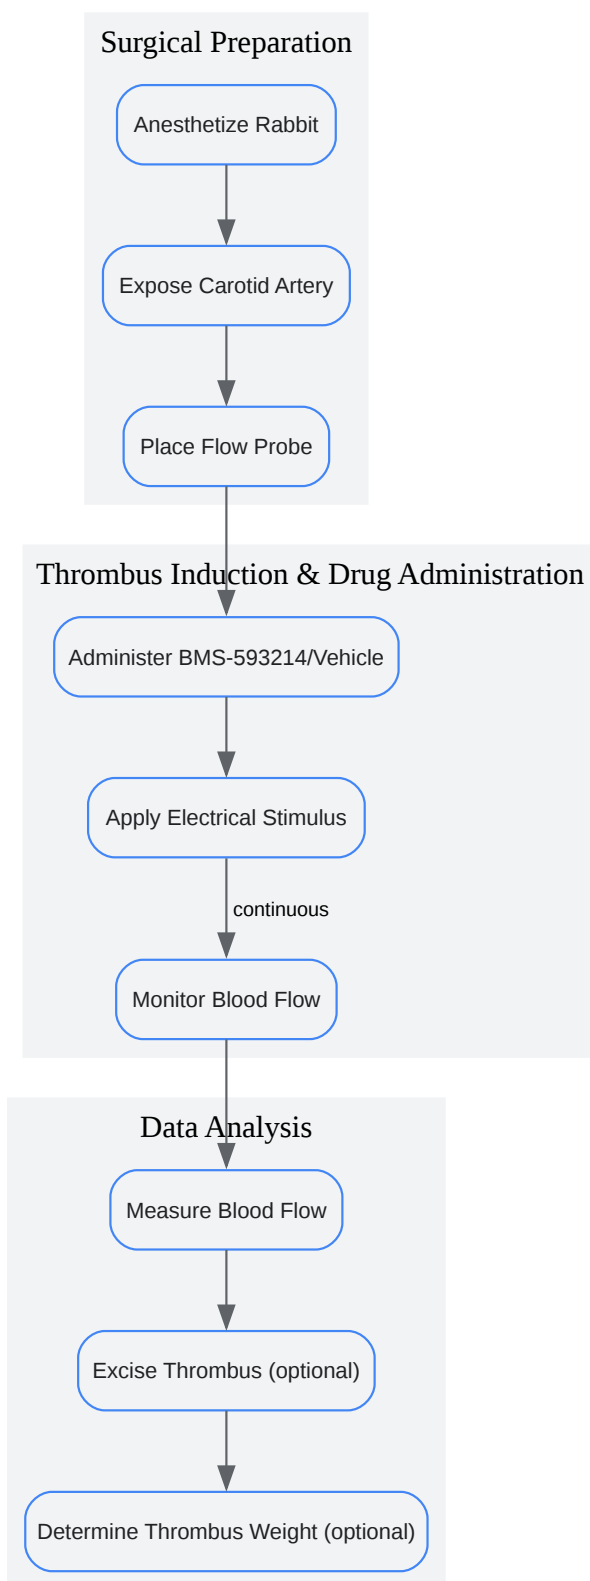 Surgical Preparation
Anesthetize Rabbit
Expose Carotid Artery
Place Flow Probe
Thrombus Induction & Drug Administration
Administer BMS-593214/Vehicle
Apply Electrical Stimulus
continuous
Monitor Blood Flow
Data Analysis
Measure Blood Flow
Excise Thrombus (optional)
Determine Thrombus Weight (optional)